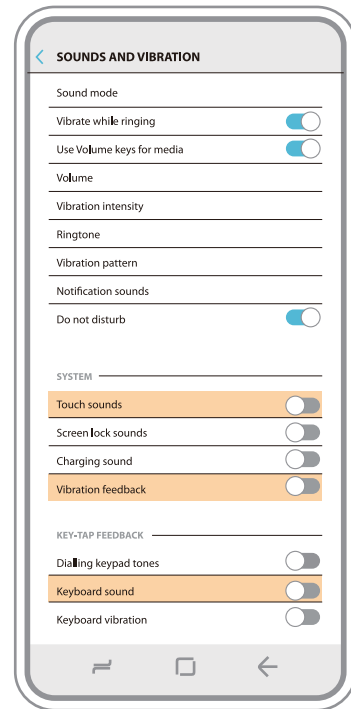 SOUNDS AND VIBRATION
Sound mode
Vibrate while ringing
Use Volume keys for media
Volume
Vibration intensity
Ringtone
Vibration pattern
Notification sounds
Do not disturb
SYSTEM
Touch sounds
Screen lock sounds
Charging sound
Vibration feedback
KEY-TAP FEEDBACK
Dialling keypad tones
Keyboard sound
Keyboard vibration